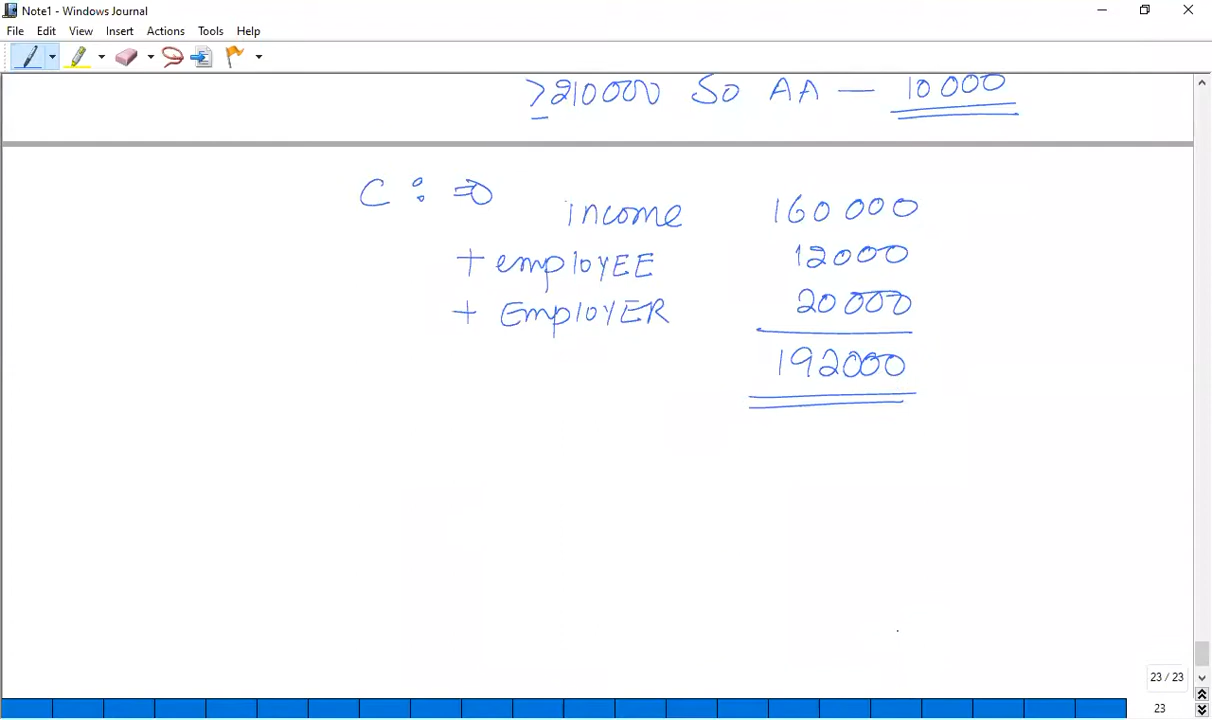 Note1 - Windows Journal
File Edit View Insert Actions Tools Help
>210000 So AA — 10000
C : ⇒
income 160000
+ employEE 12000
+ EmployER 20000
192000
23 / 23
23